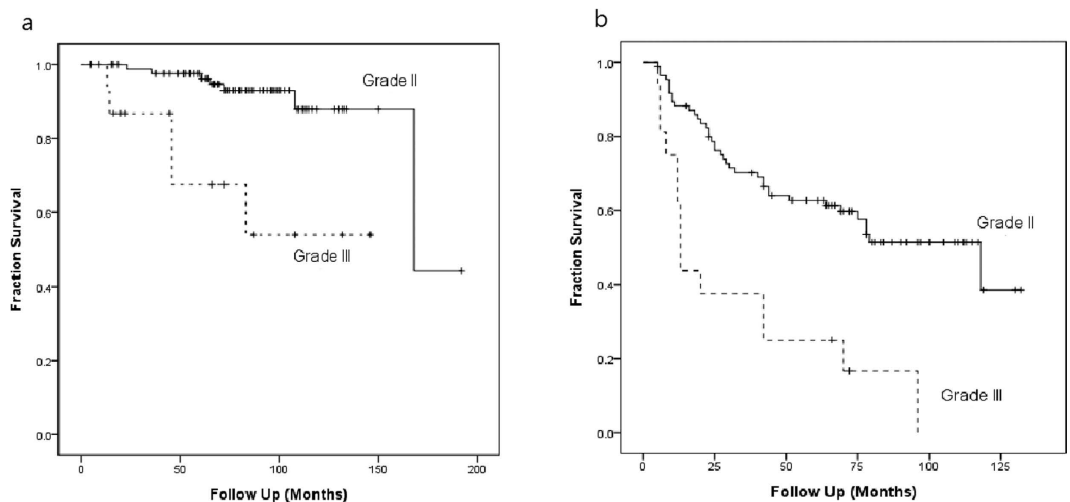 a
Fraction Survival
1.0
0.8
0.6
0.4
0.2
0.0
Grade II
Grade III
0
50
100
150
200
Follow Up (Months)
b
Fraction Survival
1.0
0.8
0.6
0.4
0.2
0.0
Grade II
Grade III
0
25
50
75
100
125
Follow Up (Months)